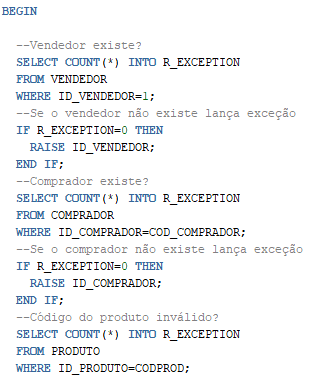 BEGIN
--Vendedor existe?
SELECT COUNT(*) INTO R_EXCEPTION
FROM VENDEDOR
WHERE ID_VENDEDOR=1;
--Se o vendedor não existe lança exceção
IF R_EXCEPTION=0 THEN
RAISE ID_VENDEDOR;
END IF;
--Comprador existe?
SELECT COUNT(*) INTO R_EXCEPTION
FROM COMPRADOR
WHERE ID_COMPRADOR=COD_COMPRADOR;
--Se o comprador não existe lança exceção
IF R_EXCEPTION=0 THEN
RAISE ID_COMPRADOR;
END IF;
--Código do produto inválido?
SELECT COUNT(*) INTO R_EXCEPTION
FROM PRODUTO
WHERE ID_PRODUTO=CODPROD;